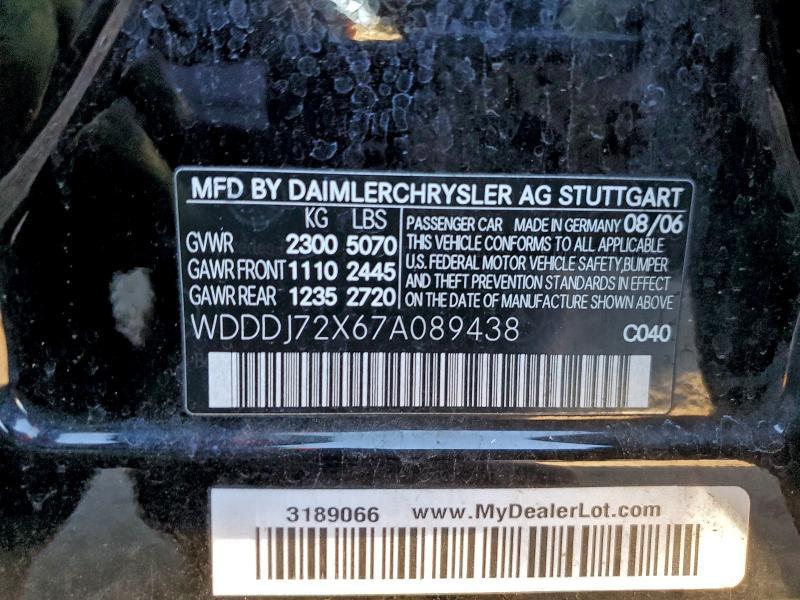 MFD BY DAIMLERCHRYSLER AG STUTTGART
KG LBS
GVWR 2300 5070
GAWR FRONT 1110 2445
GAWR REAR 1235 2720
PASSENGER CAR MADE IN GERMANY 08/06
THIS VEHICLE CONFORMS TO ALL APPLICABLE
U.S. FEDERAL MOTOR VEHICLE SAFETY,BUMPER
AND THEFT PREVENTION STANDARDS IN EFFECT
ON THE DATE OF MANUFACTURE SHOWN ABOVE
WDDDJ72X67A089438 C040
3189066 www.MyDealerLot.com